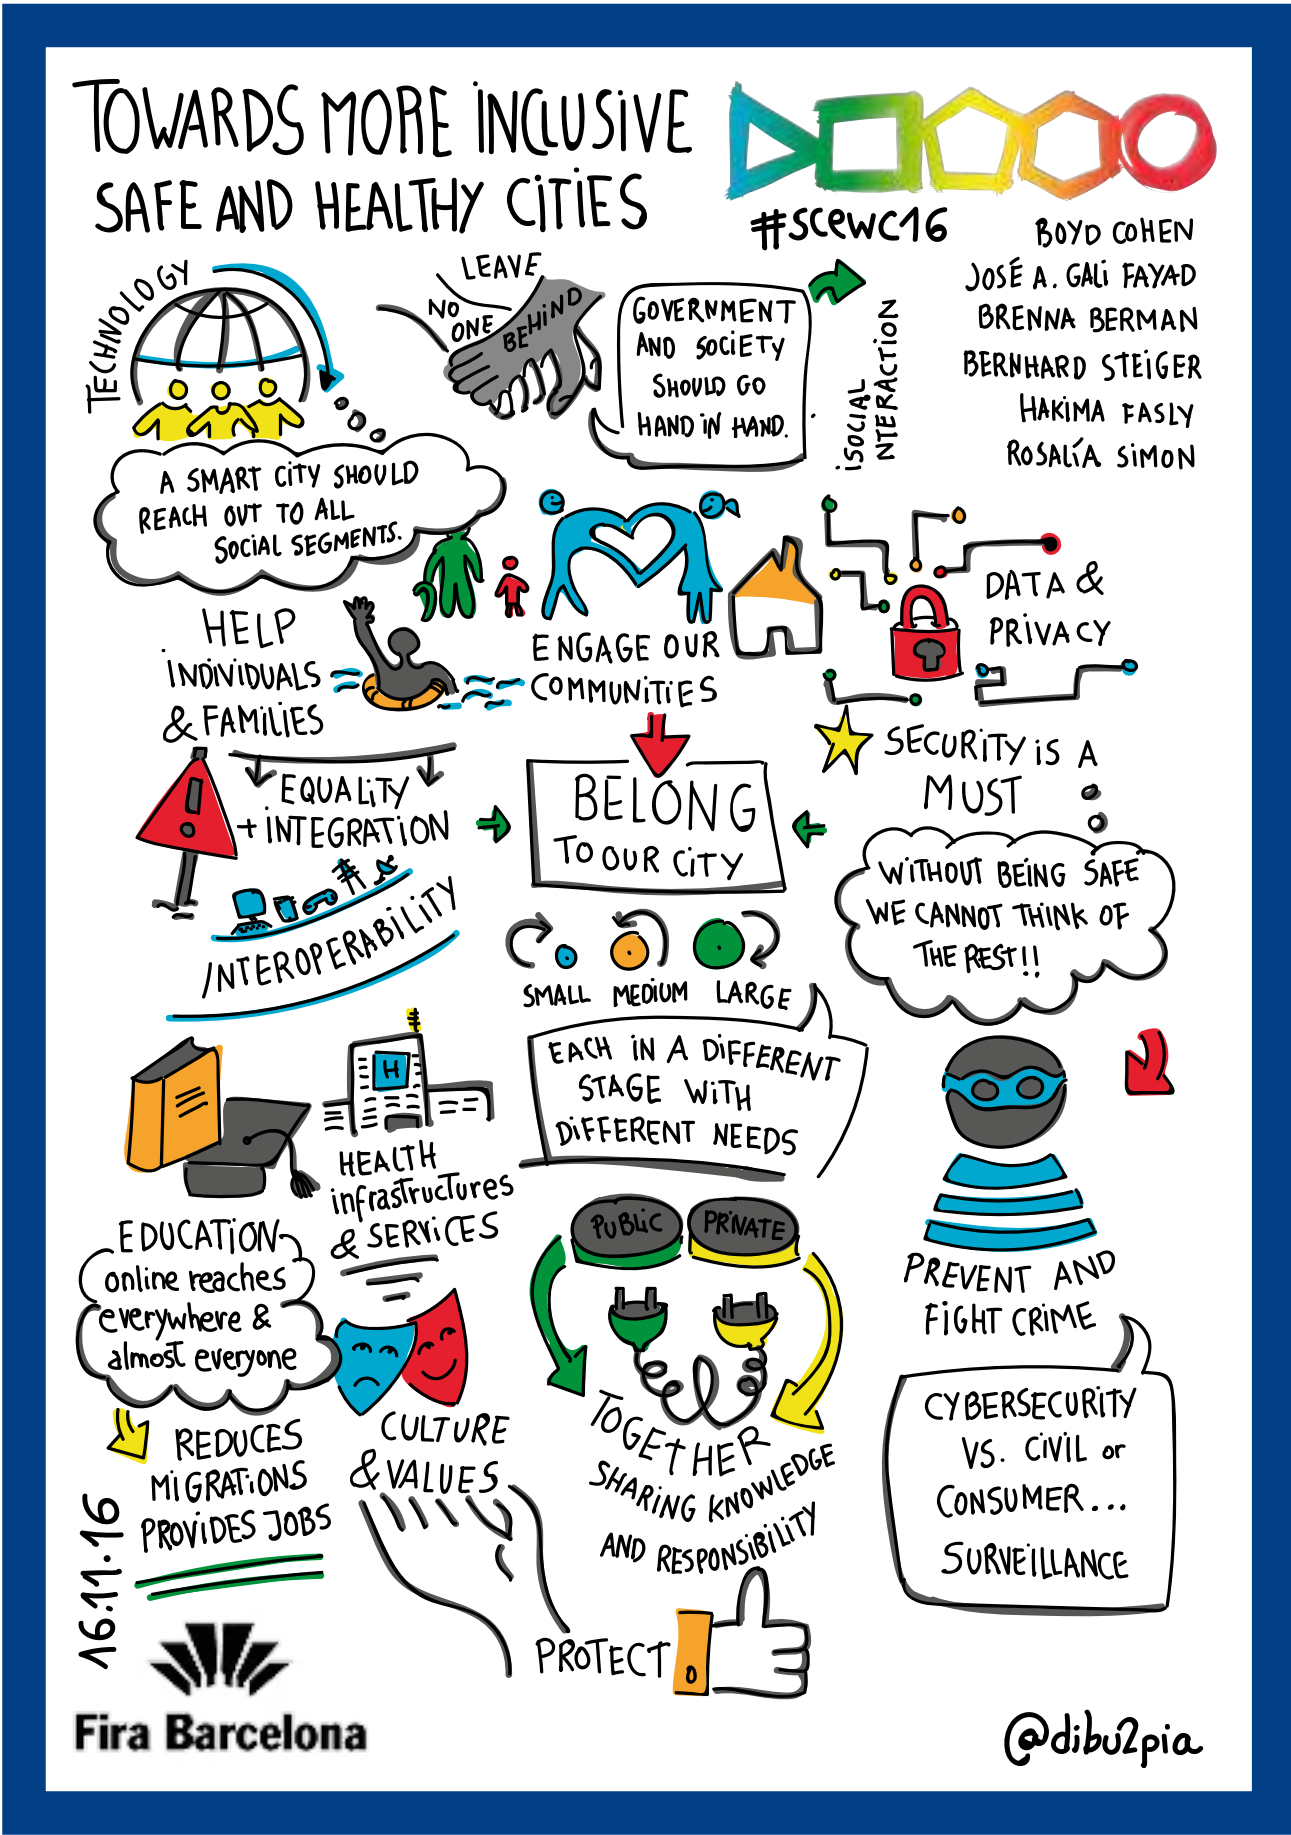 TOWARDS MORE INCLUSIVE
SAFE AND HEALTHY CITIES
#scewc16
BOYD COHEN
JOSÉ A. GALI FAYAD
BRENNA BERMAN
BERNHARD STEIGER
HAKIMA FASLY
ROSALÍA SIMON
TECHNOLOGY
LEAVE
NO
ONE
BEHIND
GOVERNMENT
AND SOCIETY
SHOULD GO
HAND IN HAND.
iSOCIAL
NTERACTION
A SMART CITY SHOULD
REACH OUT TO ALL
SOCIAL SEGMENTS.
HELP
INDIVIDUALS
& FAMILIES
ENGAGE OUR
COMMUNITIES
DATA &
PRIVACY
SECURITY IS A
MUST
EQUALITY
+ INTEGRATION
BELONG
TO OUR CITY
WITHOUT BEING SAFE
WE CANNOT THINK OF
THE REST!!
INTEROPERABILITY
SMALL MEDIUM LARGE
EACH IN A DIFFERENT
STAGE WITH
DIFFERENT NEEDS
H
HEALTH
infrastructures
& SERVICES
EDUCATION
online reaches
everywhere &
almost everyone
PUBLIC PRIVATE
PREVENT AND
FIGHT CRIME
REDUCES
MIGRATIONS
PROVIDES JOBS
CULTURE
& VALUES
TOGETHER
SHARING KNOWLEDGE
AND RESPONSIBILITY
CYBERSECURITY
VS. CIVIL or
CONSUMER...
SURVEILLANCE
16.11.16
PROTECT
Fira Barcelona
@dibu2pia